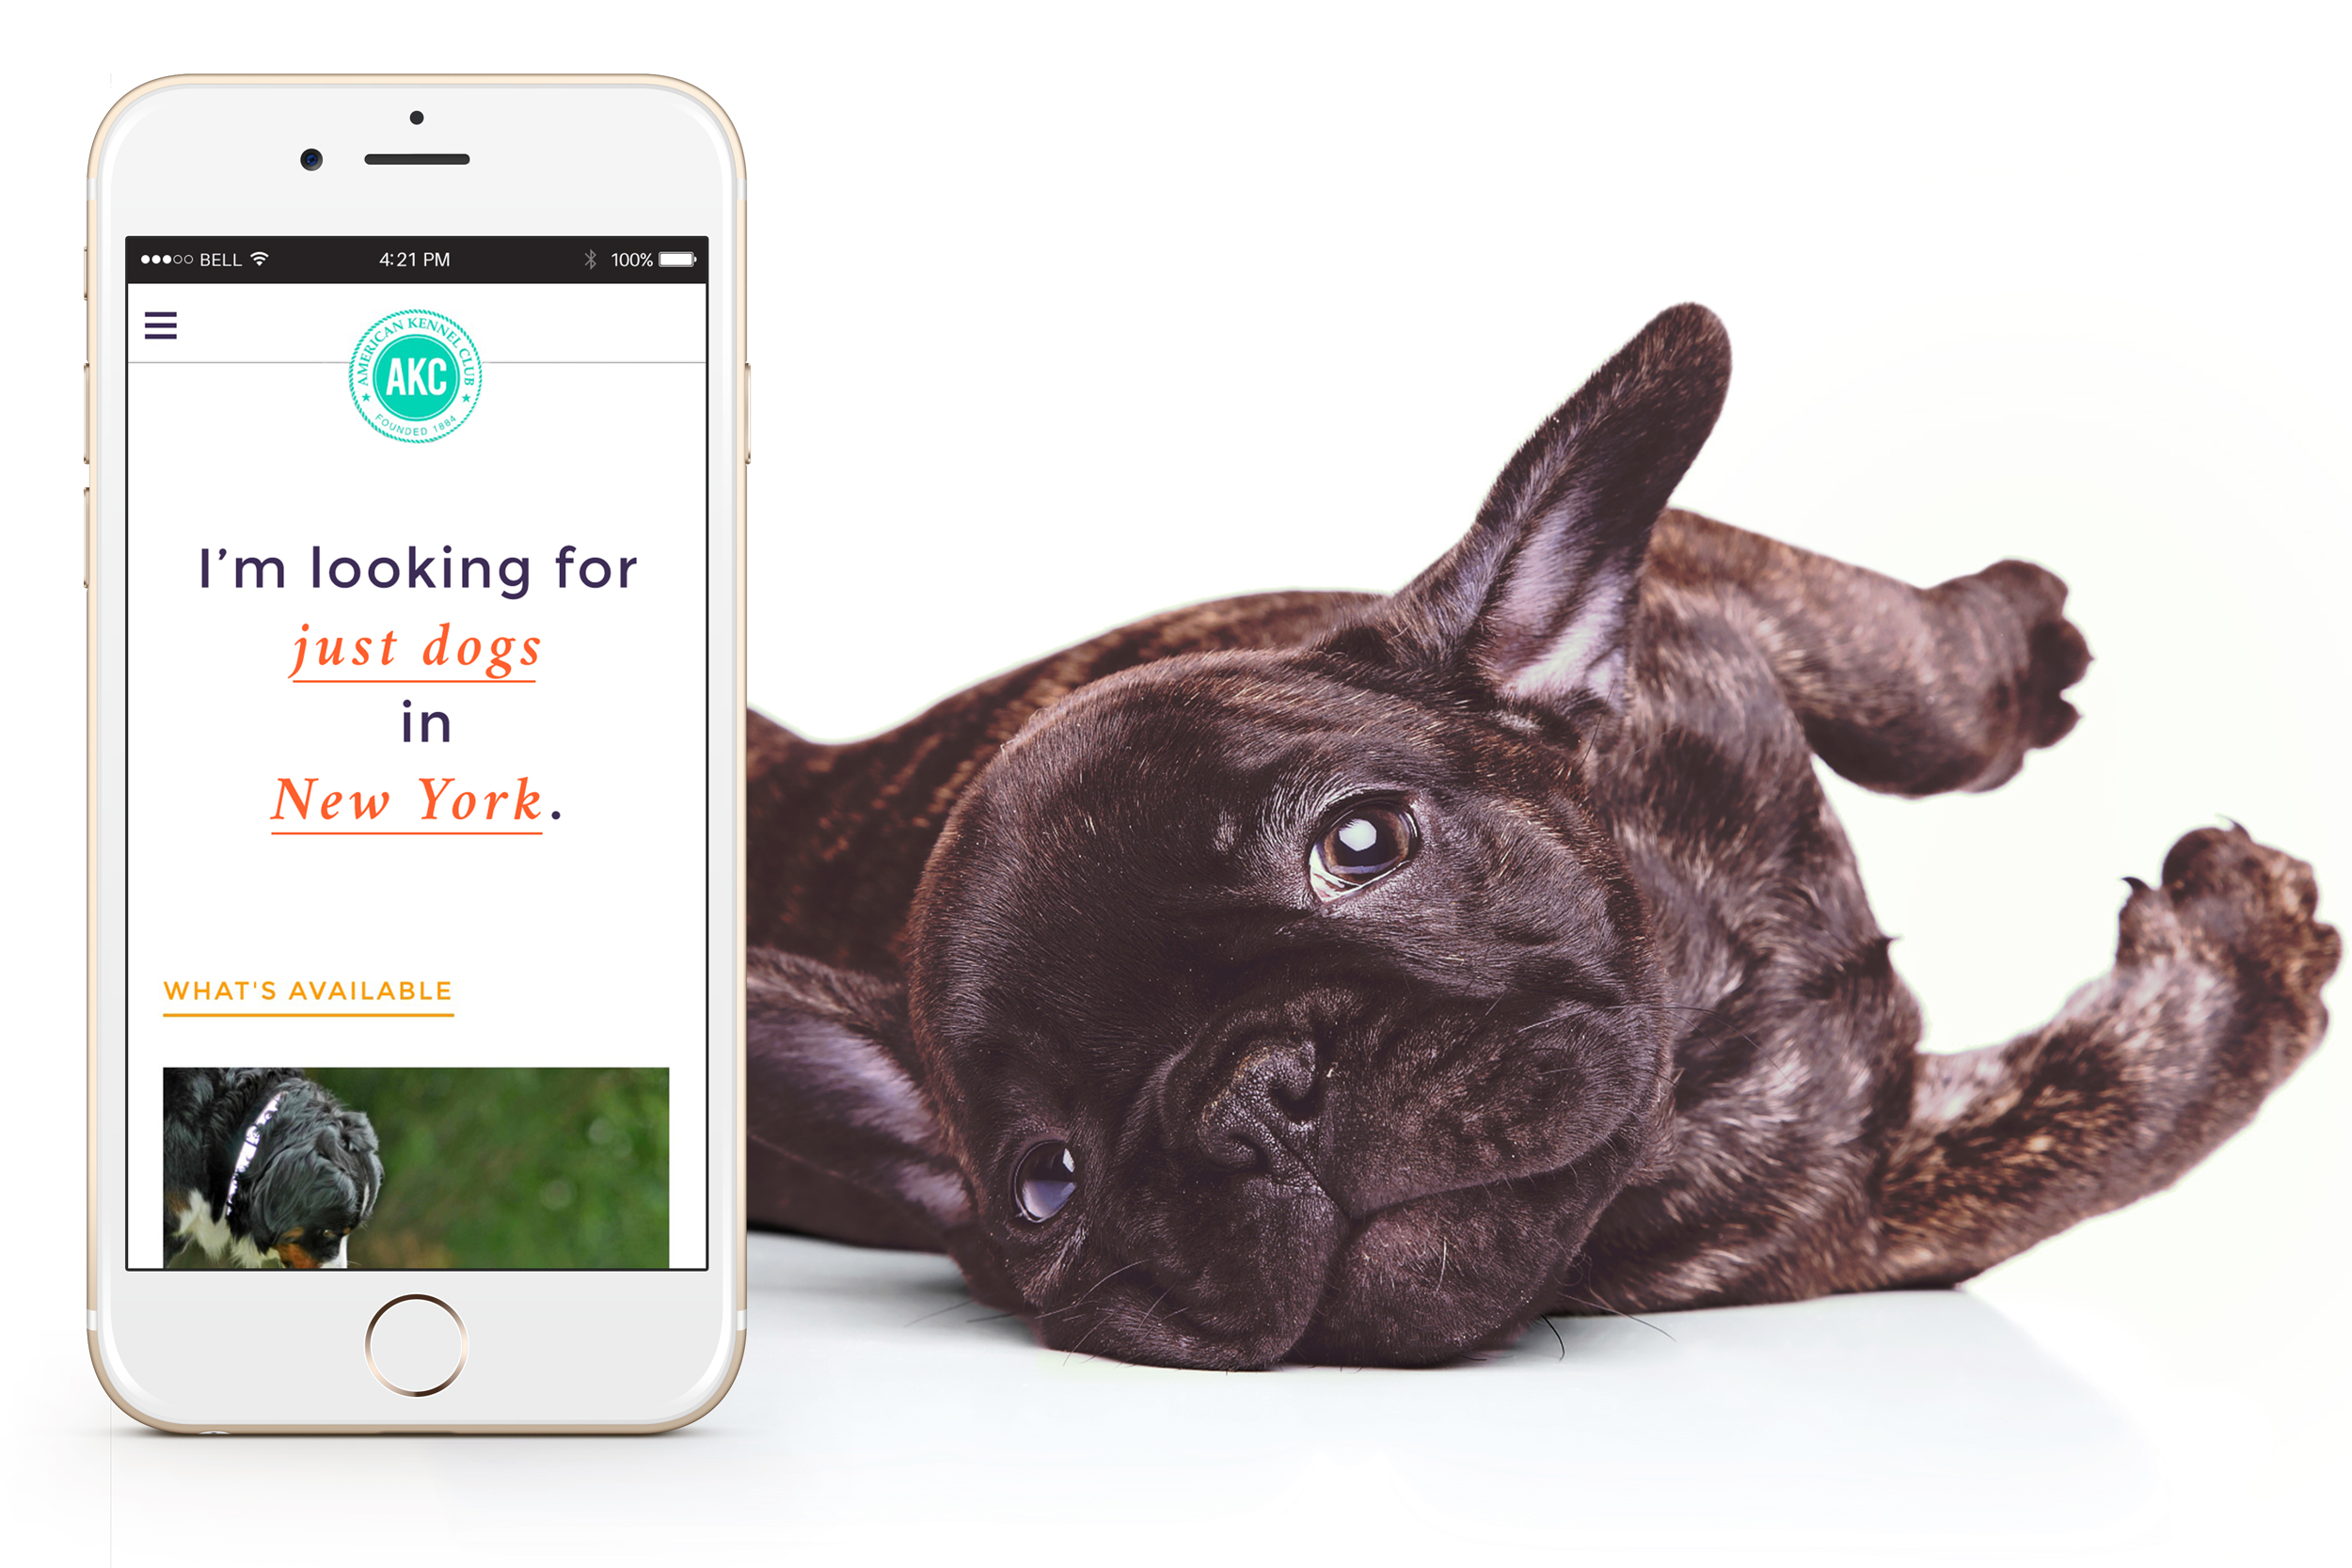 BELL 4:21 PM 100%
AMERICAN KENNEL CLUB
AKC
FOUNDED 1884
I'm looking for
just dogs
in
New York.
WHAT'S AVAILABLE